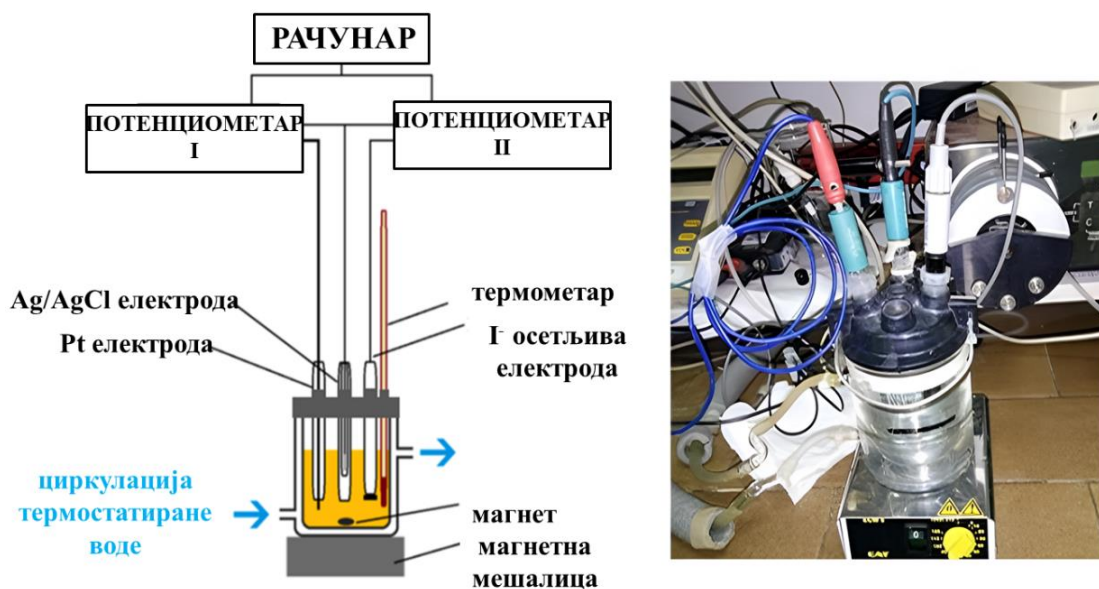 РАЧУНАР
ПОТЕНЦИОМЕТАР
I
ПОТЕНЦИОМЕТАР
II
Ag/AgCl електрода
Pt електрода
термометар
I⁻ осетљива
електрода
циркулација
термостатиране
воде
магнет
магнетна
мешалица